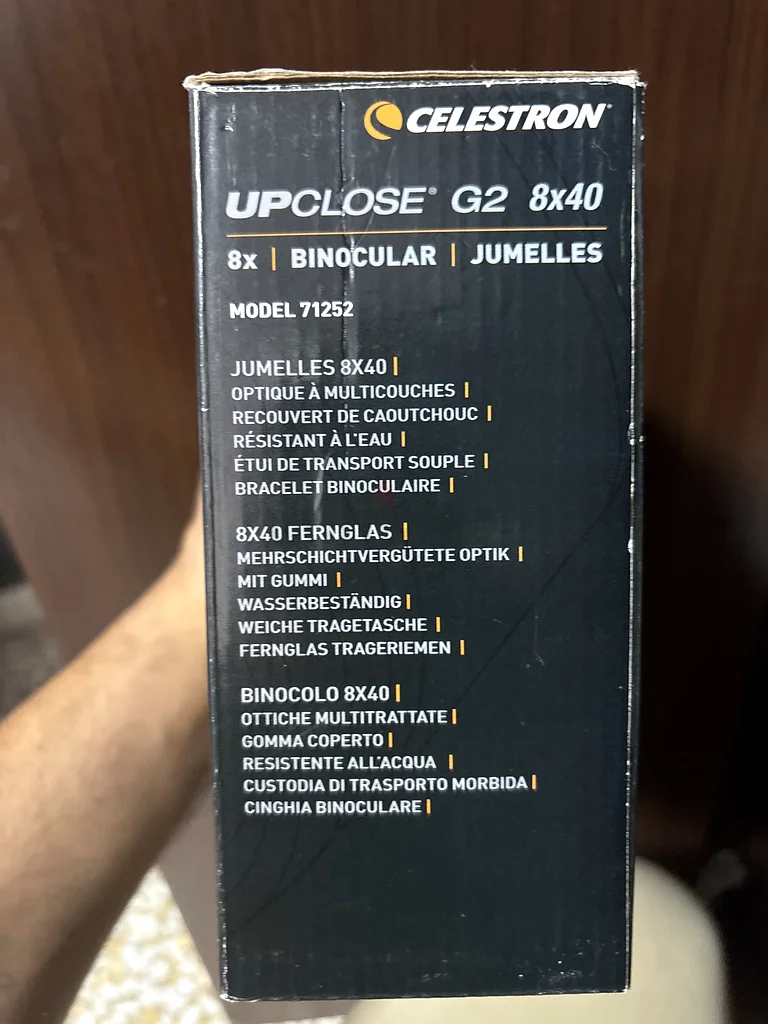 CELESTRON®
UPCLOSE® G2 8x40
8x | BINOCULAR | JUMELLES
MODEL 71252
JUMELLES 8X40 |
OPTIQUE À MULTICOUCHES |
RECOUVERT DE CAOUTCHOUC |
RÉSISTANT À L'EAU |
ÉTUI DE TRANSPORT SOUPLE |
BRACELET BINOCULAIRE |
8X40 FERNGLAS |
MEHRSCHICHTVERGÜTETE OPTIK |
MIT GUMMI |
WASSERBESTÄNDIG |
WEICHE TRAGETASCHE |
FERNGLAS TRAGERIEMEN |
BINOCOLO 8X40 |
OTTICHE MULTITRATTATE |
GOMMA COPERTO |
RESISTENTE ALL'ACQUA |
CUSTODIA DI TRASPORTO MORBIDA |
CINGHIA BINOCULARE |